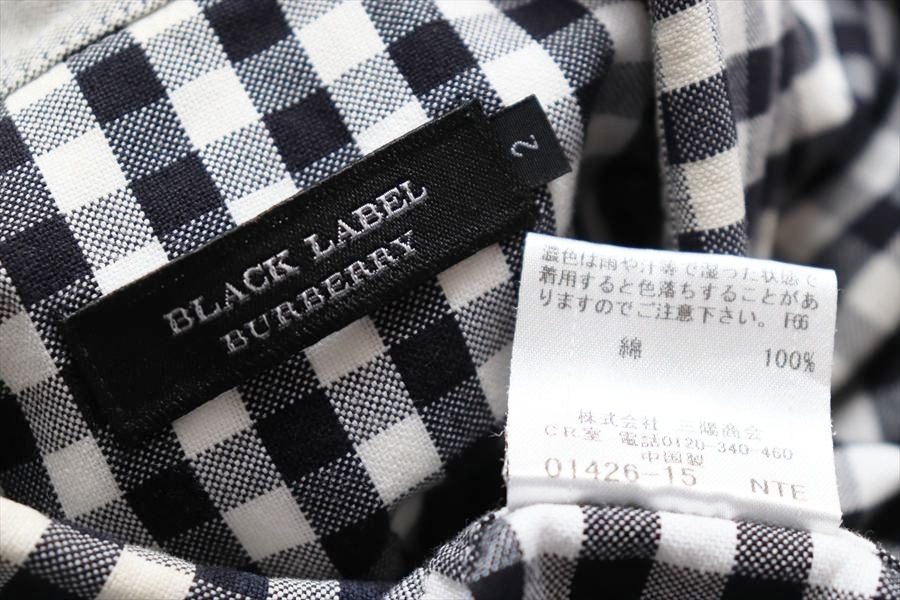 BLACK LABEL
BURBERRY
2
濃色は雨や汗等で湿った状態で
着用すると色落ちすることがあ
りますのでご注意下さい。 F66
綿 100%
株式会社 三陽商会
CR室 電話0120-340-460
中国製
01426-15 NTE